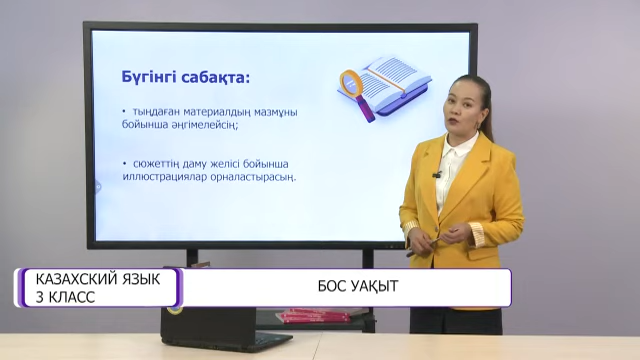 Бүгінгі сабақта:
• тыңдаған материалдың мазмұны
бойынша әңгімелейсің;
• сюжеттің даму желісі бойынша
иллюстрациялар орналастырасың.
КАЗАХСКИЙ ЯЗЫК
3 КЛАСС
БОС УАҚЫТ